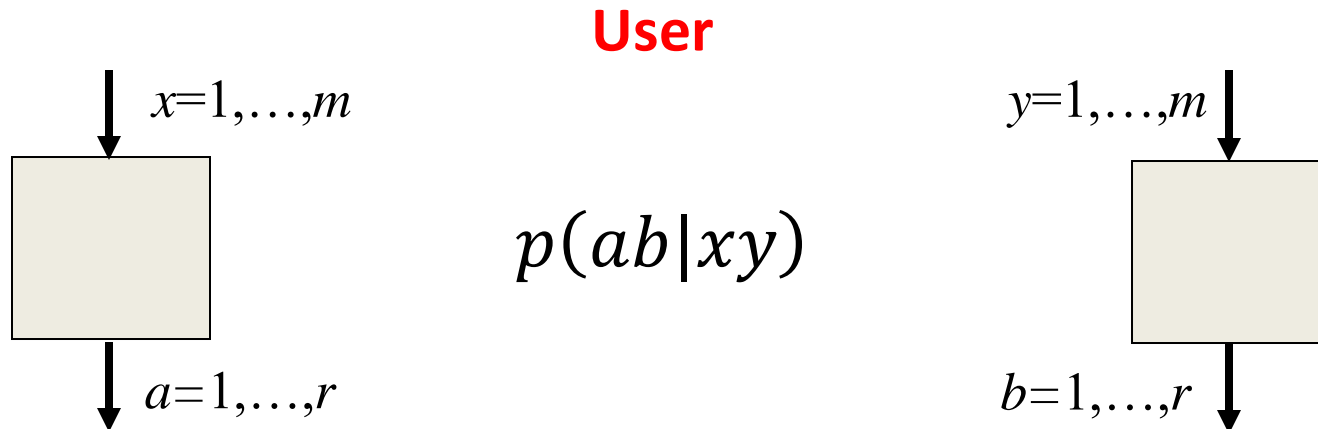 User
x=1,…,m
y=1,…,m
p(ab|xy)
a=1,…,r
b=1,…,r